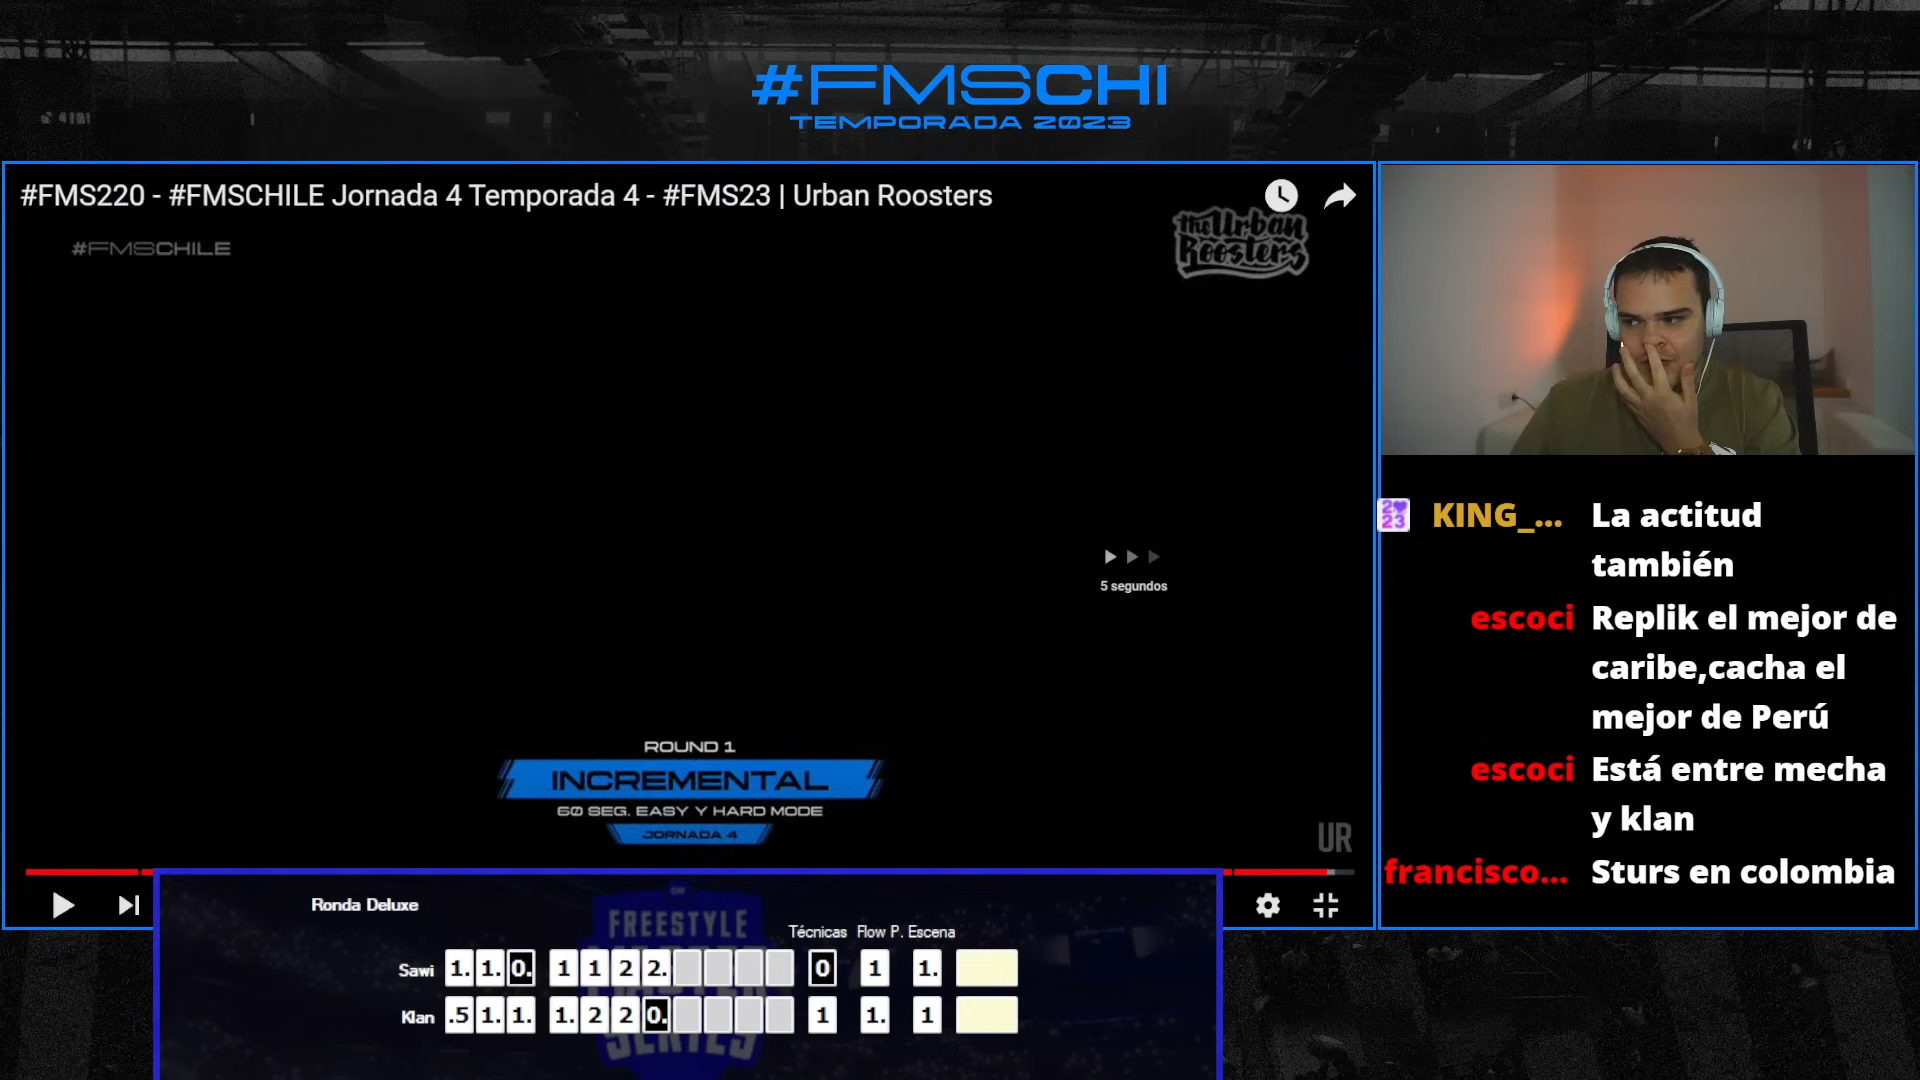 #FMSCHI
TEMPORADA 2023
#FMS220 - #FMSCHILE Jornada 4 Temporada 4 - #FMS23 | Urban Roosters
#FMSCHILE
the Urban
Roosters
5 segundos
ROUND 1
INCREMENTAL
60 SEG. EASY Y HARD MODE
JORNADA 4
UR
2023
KING_... La actitud
también
escoci Replik el mejor de
caribe,cacha el
mejor de Perú
escoci Está entre mecha
y klan
francisco... Sturs en colombia
Ronda Deluxe
FREESTYLE
SERIES
Técnicas Flow P. Escena
Sawi 1. 1. 0. 1 1 2 2. 0 1 1.
Klan .5 1. 1. 1. 2 2 0. 1 1. 1